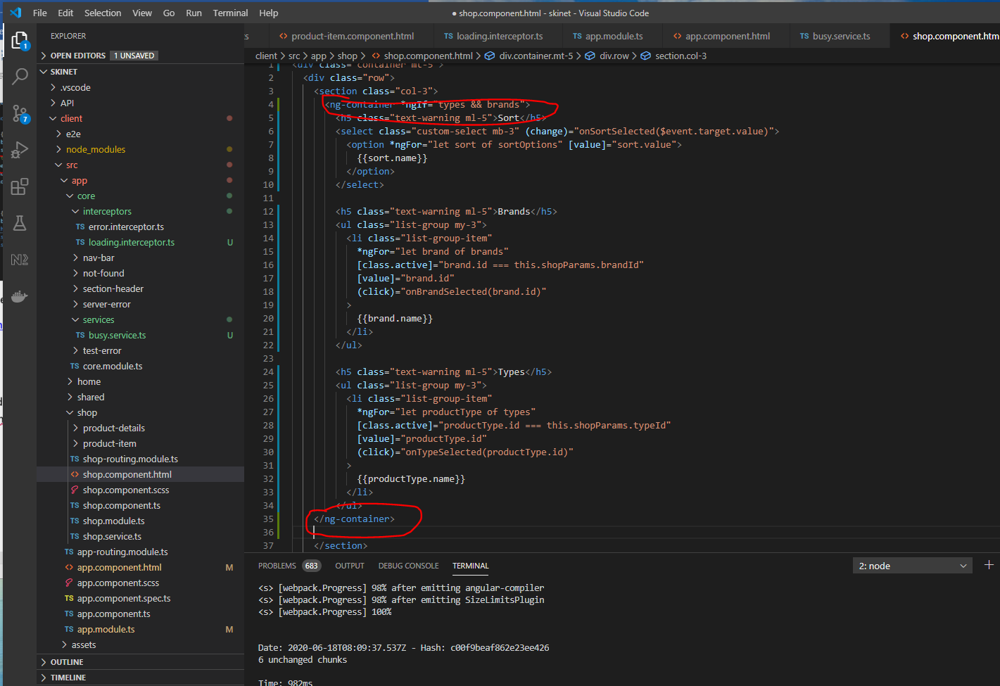 File Edit Selection View Go Run Terminal Help
● shop.component.html - skinet - Visual Studio Code
EXPLORER
OPEN EDITORS 1 UNSAVED
SKINET
.vscode
API
client
e2e
node_modules
src
app
core
interceptors
TS error.interceptor.ts
TS loading.interceptor.ts U
nav-bar
not-found
section-header
server-error
services
TS busy.service.ts U
test-error
TS core.module.ts
home
shared
shop
product-details
product-item
TS shop-routing.module.ts
<> shop.component.html
shop.component.scss
TS shop.component.ts
TS shop.module.ts
TS shop.service.ts
TS app-routing.module.ts
<> app.component.html M
app.component.scss
TS app.component.spec.ts
TS app.component.ts
TS app.module.ts M
assets
OUTLINE
TIMELINE
1
7
ts <> product-item.component.html TS loading.interceptor.ts TS app.module.ts <> app.component.html TS busy.service.ts <> shop.component.htm
client > src > app > shop > <> shop.component.html > div.container.mt-5 > div.row > section.col-3
1 <div class="container mt-5">
2 <div class="row">
3 <section class="col-3">
4 <ng-container *ngIf="types && brands">
5 <h5 class="text-warning ml-5">Sort</h5>
6 <select class="custom-select mb-3" (change)="onSortSelected($event.target.value)">
7 <option *ngFor="let sort of sortOptions" [value]="sort.value">
8 {{sort.name}}
9 </option>
10 </select>
11
12 <h5 class="text-warning ml-5">Brands</h5>
13 <ul class="list-group my-3">
14 <li class="list-group-item"
15 *ngFor="let brand of brands"
16 [class.active]="brand.id === this.shopParams.brandId"
17 [value]="brand.id"
18 (click)="onBrandSelected(brand.id)"
19 >
20 {{brand.name}}
21 </li>
22 </ul>
23
24 <h5 class="text-warning ml-5">Types</h5>
25 <ul class="list-group my-3">
26 <li class="list-group-item"
27 *ngFor="let productType of types"
28 [class.active]="productType.id === this.shopParams.typeId"
29 [value]="productType.id"
30 (click)="onTypeSelected(productType.id)"
31 >
32 {{productType.name}}
33 </li>
34 </ul>
35 </ng-container>
36
37 </section>
PROBLEMS 683 OUTPUT DEBUG CONSOLE TERMINAL 2: node
<s> [webpack.Progress] 98% after emitting angular-compiler
<s> [webpack.Progress] 98% after emitting SizeLimitsPlugin
<s> [webpack.Progress] 100%
Date: 2020-06-18T08:09:37.537Z - Hash: c00f9beaf862e23ee426
6 unchanged chunks
Time: 982ms